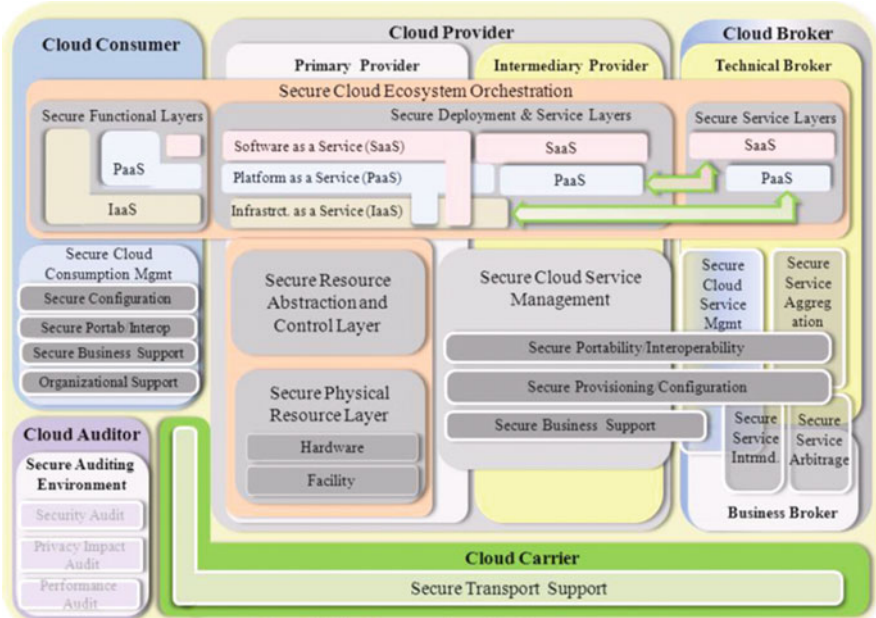 Cloud Consumer
Cloud Provider
Cloud Broker
Primary Provider
Intermediary Provider
Technical Broker
Secure Cloud Ecosystem Orchestration
Secure Functional Layers
PaaS
IaaS
Secure Deployment & Service Layers
Software as a Service (SaaS)
SaaS
Platform as a Service (PaaS)
PaaS
Infrastrct. as a Service (IaaS)
Secure Service Layers
SaaS
PaaS
Secure Cloud
Consumption Mgmt
Secure Configuration
Secure Portab/Interop
Secure Business Support
Organizational Support
Secure Resource
Abstraction and
Control Layer
Secure Physical
Resource Layer
Hardware
Facility
Secure Cloud Service
Management
Secure Portability/Interoperability
Secure Provisioning/Configuration
Secure Business Support
Secure
Cloud
Service
Mgmt
Secure
Service
Aggreg
ation
Secure
Service
Intrmd.
Secure
Service
Arbitrage
Business Broker
Cloud Auditor
Secure Auditing
Environment
Security Audit
Privacy Impact
Audit
Performance
Audit
Cloud Carrier
Secure Transport Support